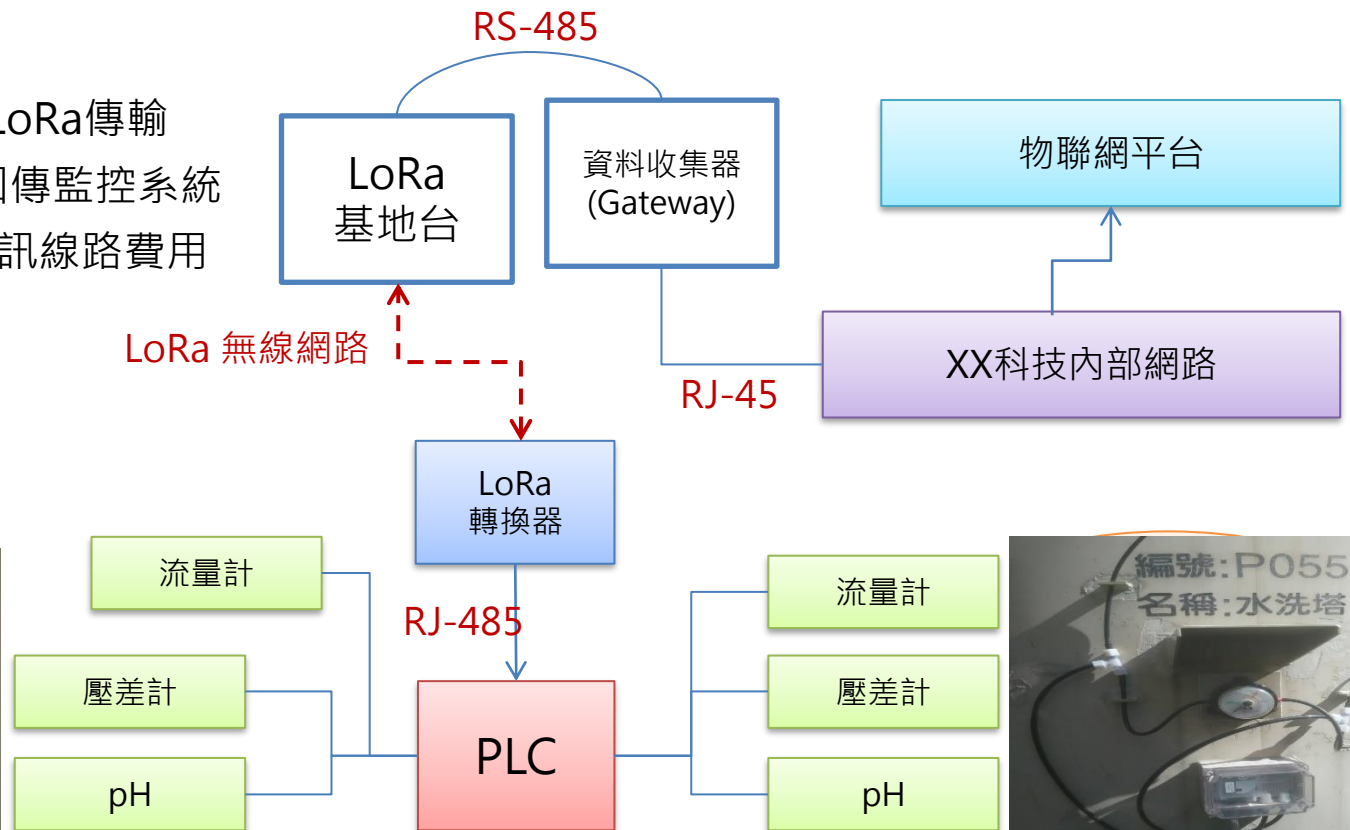 RS-485
LoRa傳輸
傳監控系統
訊線路費用
LoRa
基地台
資料收集器
(Gateway)
物聯網平台
LoRa 無線網路
RJ-45
XX科技內部網路
LoRa
轉換器
流量計
RJ-485
流量計
壓差計
壓差計
PLC
pH
pH
編號:P055
名稱:水洗塔